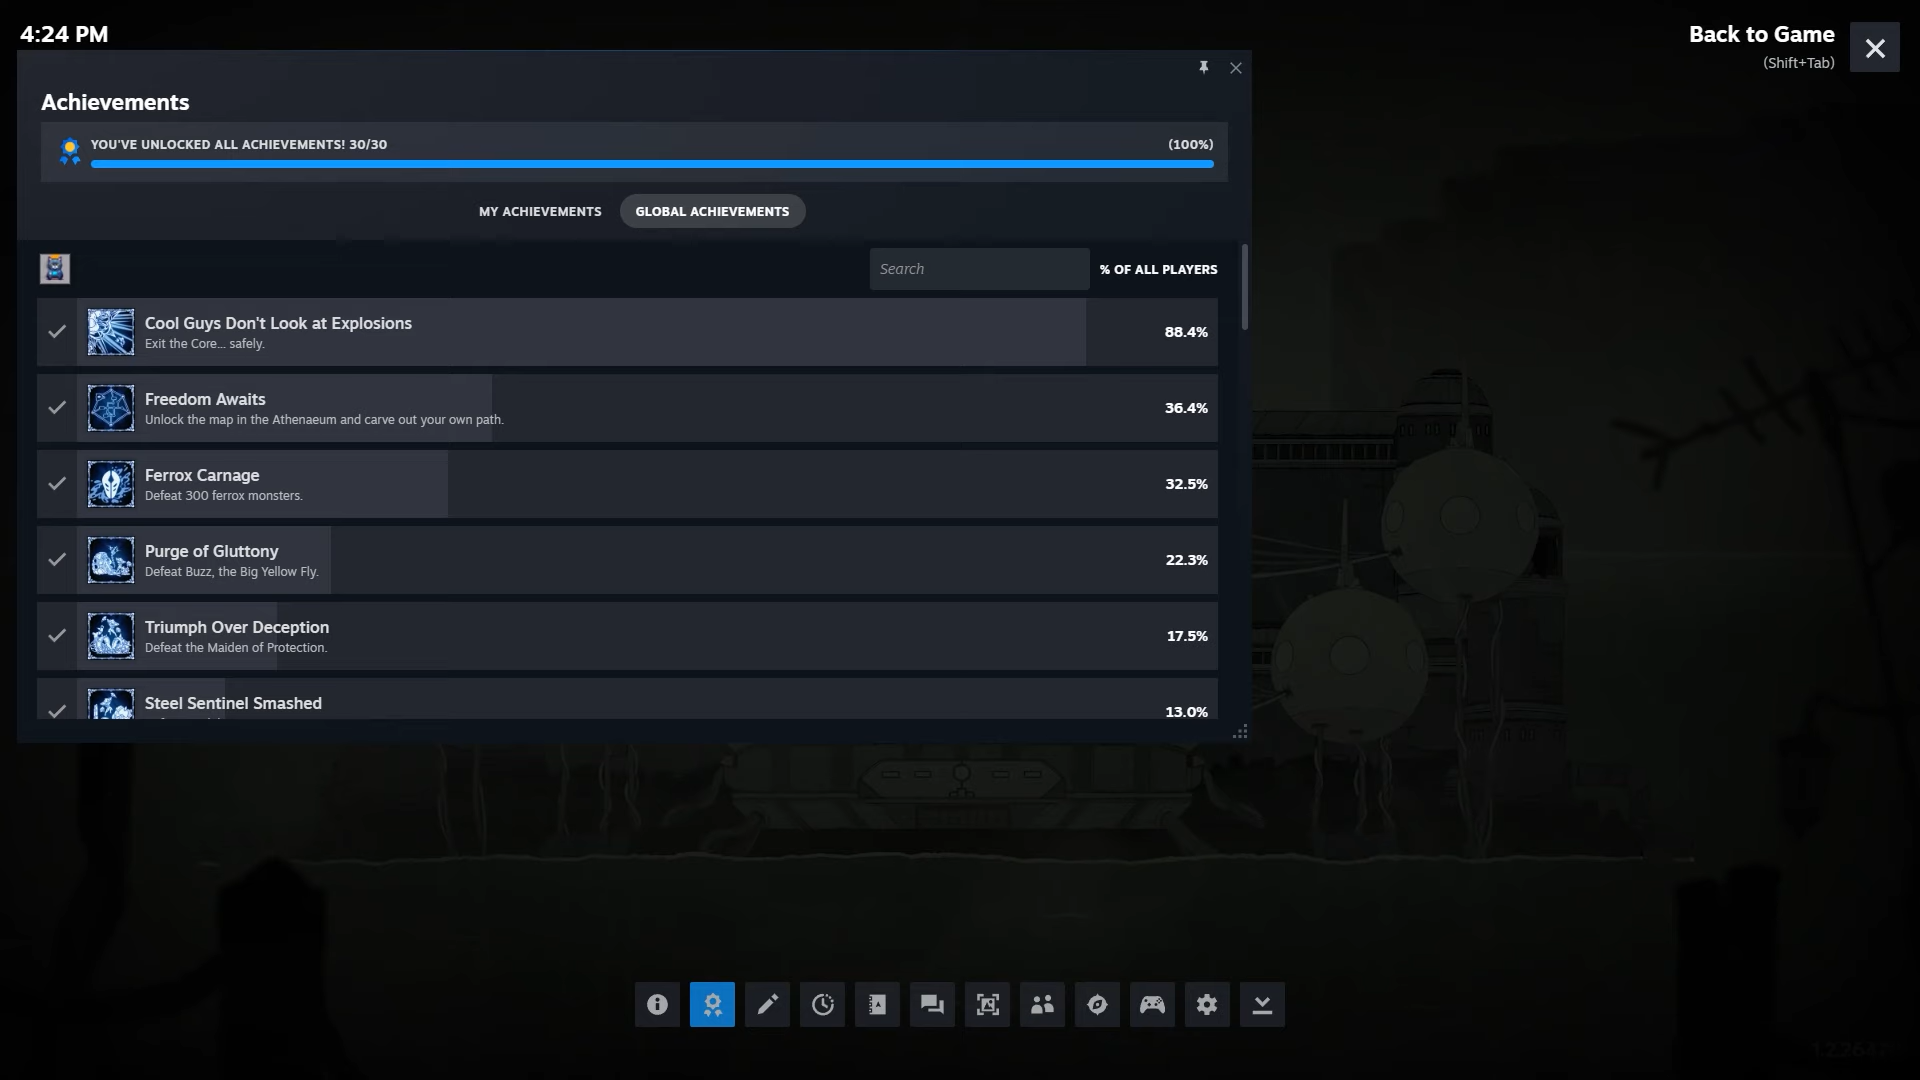 4:24 PM
Back to Game
(Shift+Tab)
Achievements
YOU'VE UNLOCKED ALL ACHIEVEMENTS! 30/30
(100%)
MY ACHIEVEMENTS
GLOBAL ACHIEVEMENTS
Search
% OF ALL PLAYERS
Cool Guys Don't Look at Explosions
Exit the Core... safely.
88.4%
Freedom Awaits
Unlock the map in the Athenaeum and carve out your own path.
36.4%
Ferrox Carnage
Defeat 300 ferrox monsters.
32.5%
Purge of Gluttony
Defeat Buzz, the Big Yellow Fly.
22.3%
Triumph Over Deception
Defeat the Maiden of Protection.
17.5%
Steel Sentinel Smashed
13.0%